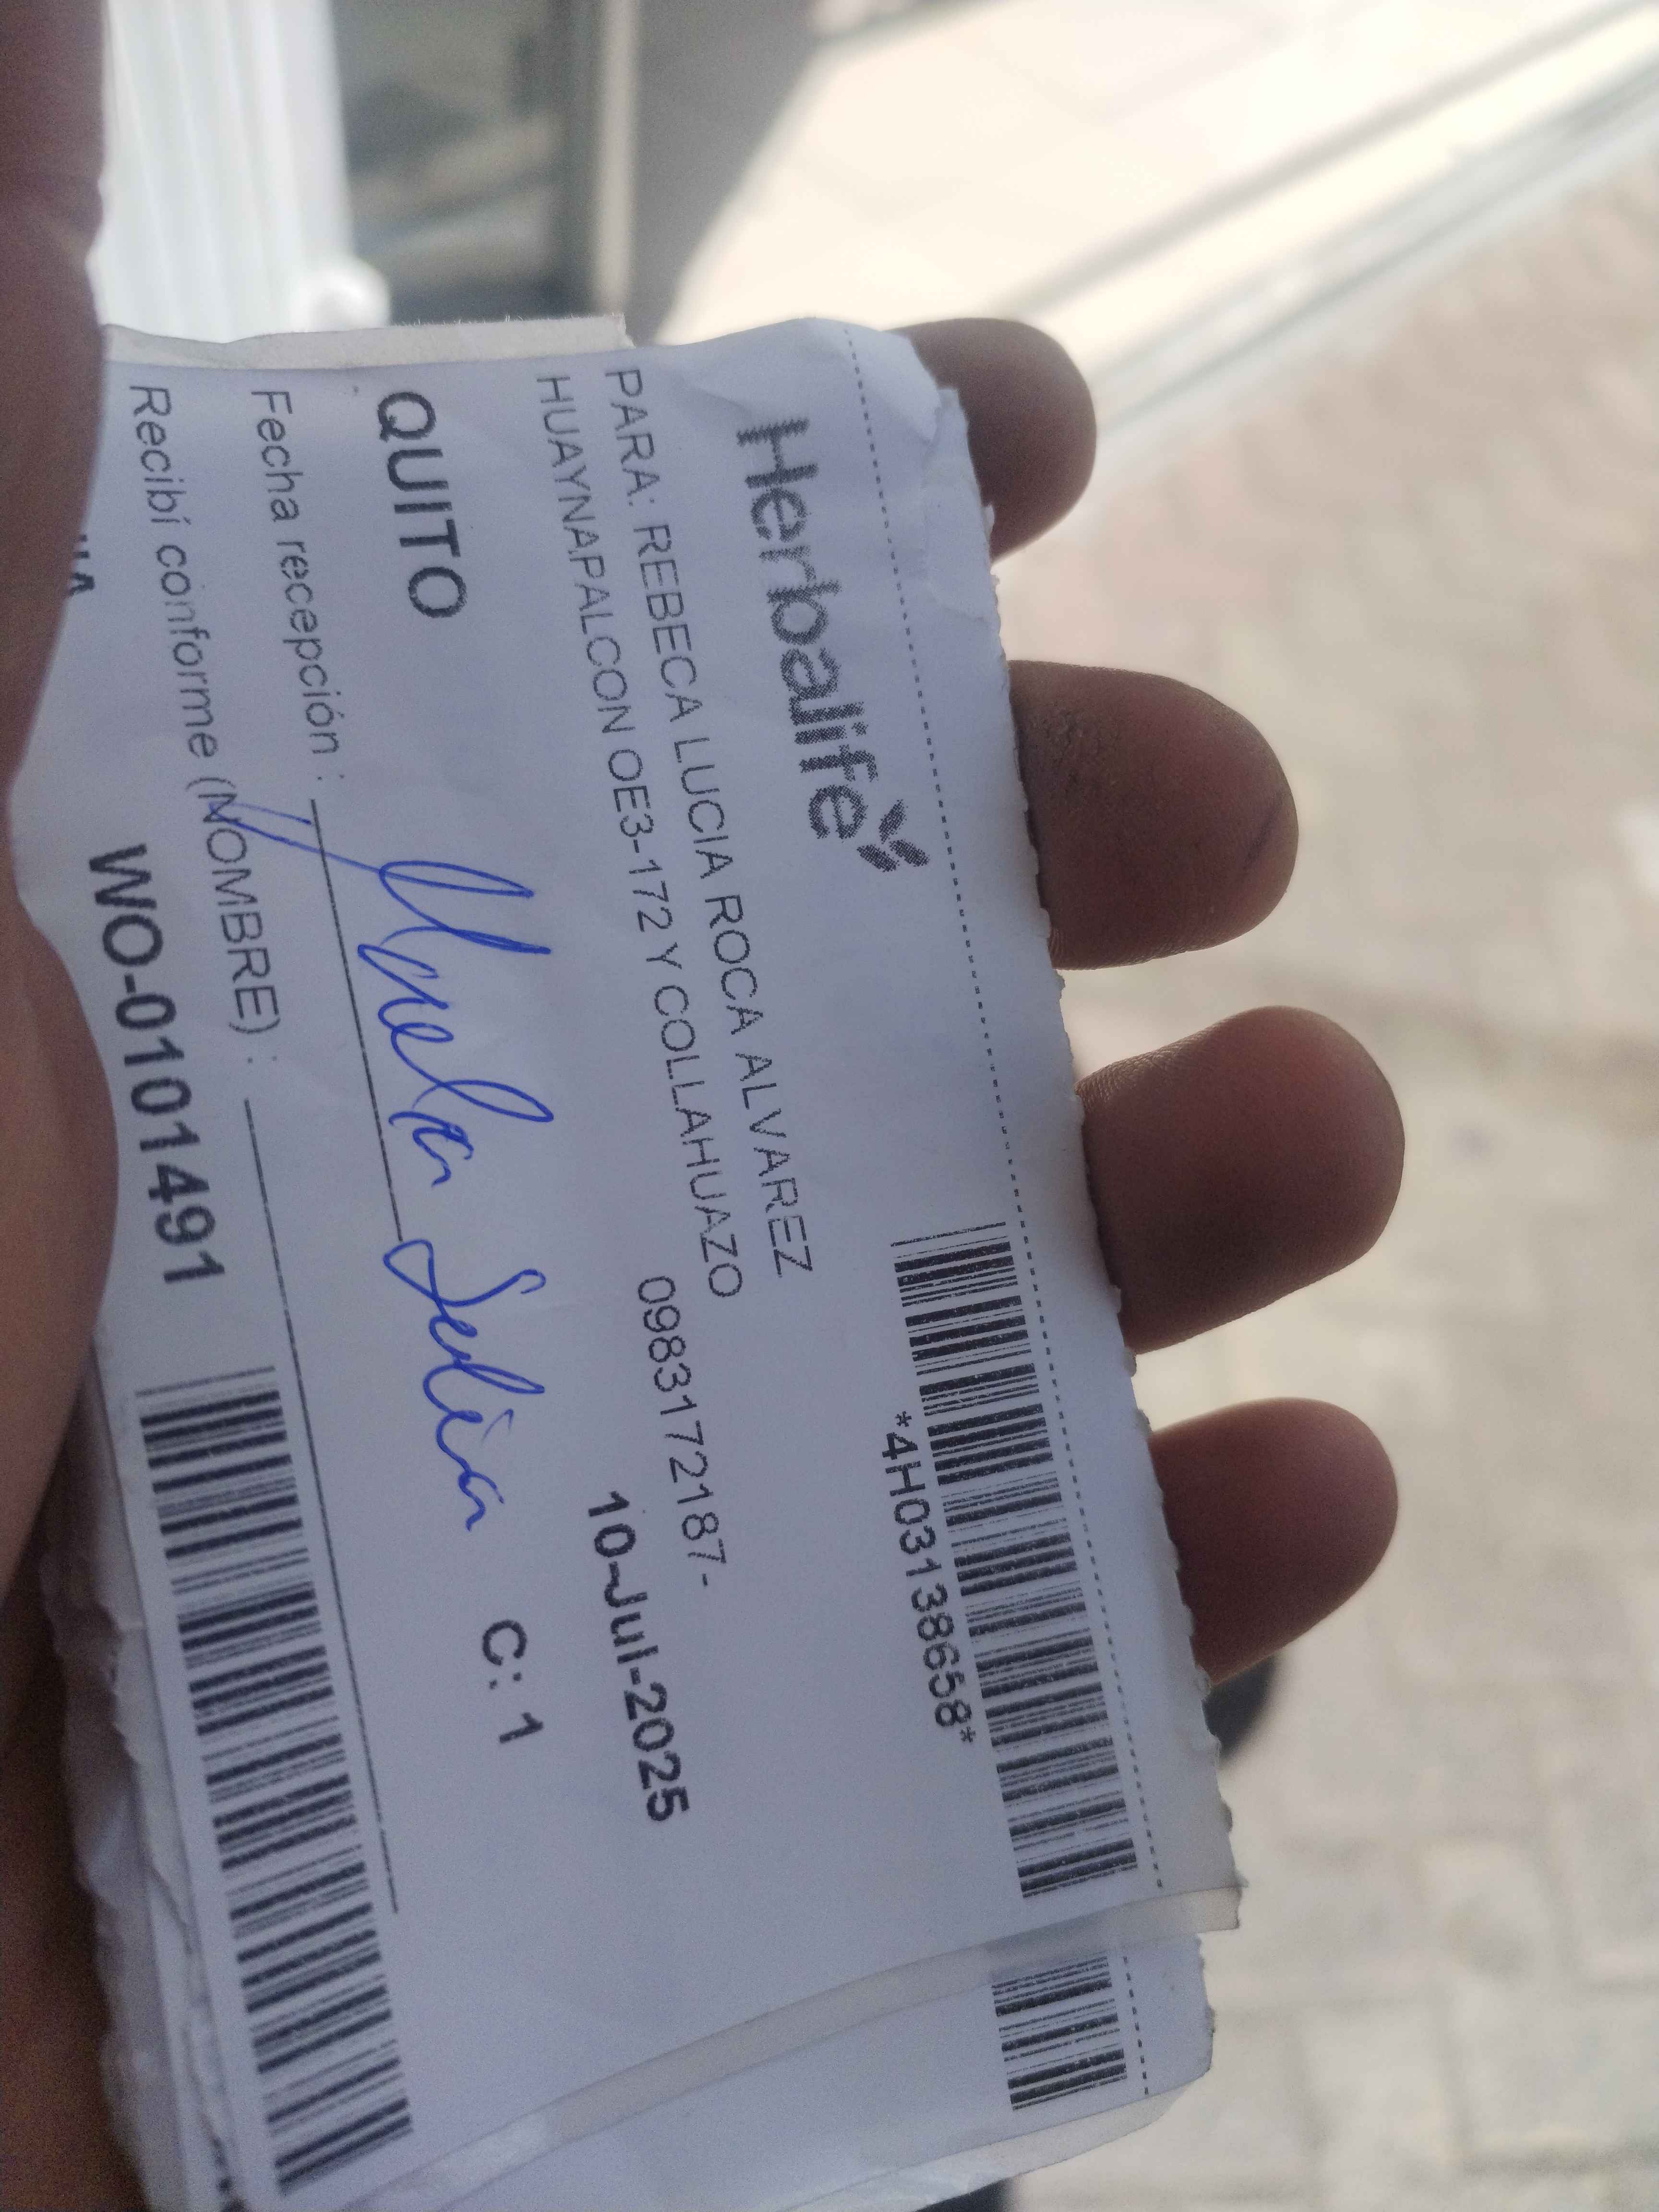 Herbalife
*4H03138658*
PARA: REBECA LUCIA ROCA ALVAREZ
HUAYNAPALCON OE3-172 Y COLLAHUAZO
0983172187-
10-Jul-2025
QUITO
C: 1
Fecha recepción :
Recibí conforme (NOMBRE) :
WO-0101491